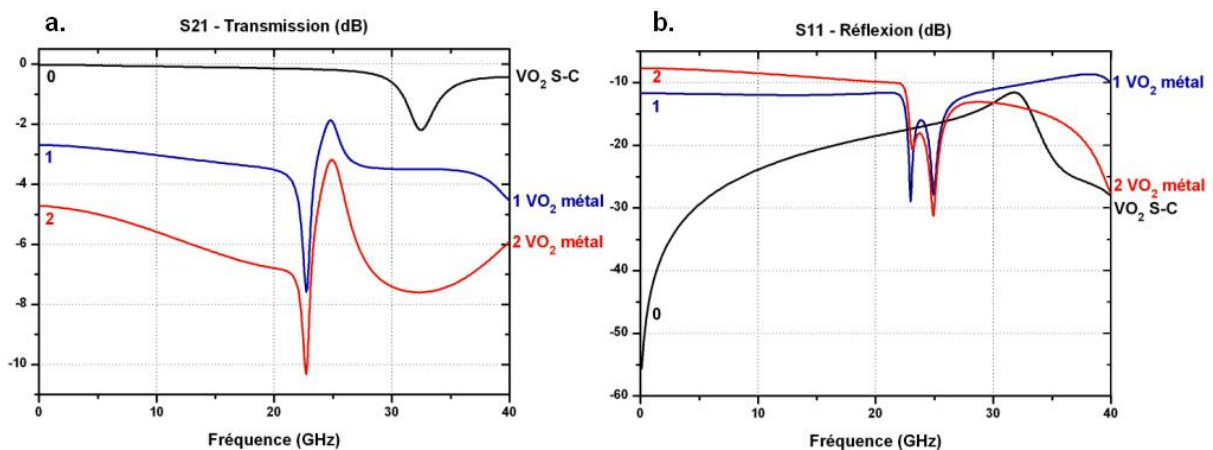 a.
S21 - Transmission (dB)
0
-2
-4
-6
-8
-10
0
1
2
VO₂ S-C
1 VO₂ métal
2 VO₂ métal
0 10 20 30 40
Fréquence (GHz)
b.
S11 - Réflexion (dB)
-10
-20
-30
-40
-50
-60
2
1
0
1 VO₂ métal
2 VO₂ métal
VO₂ S-C
0 10 20 30 40
Fréquence (GHz)